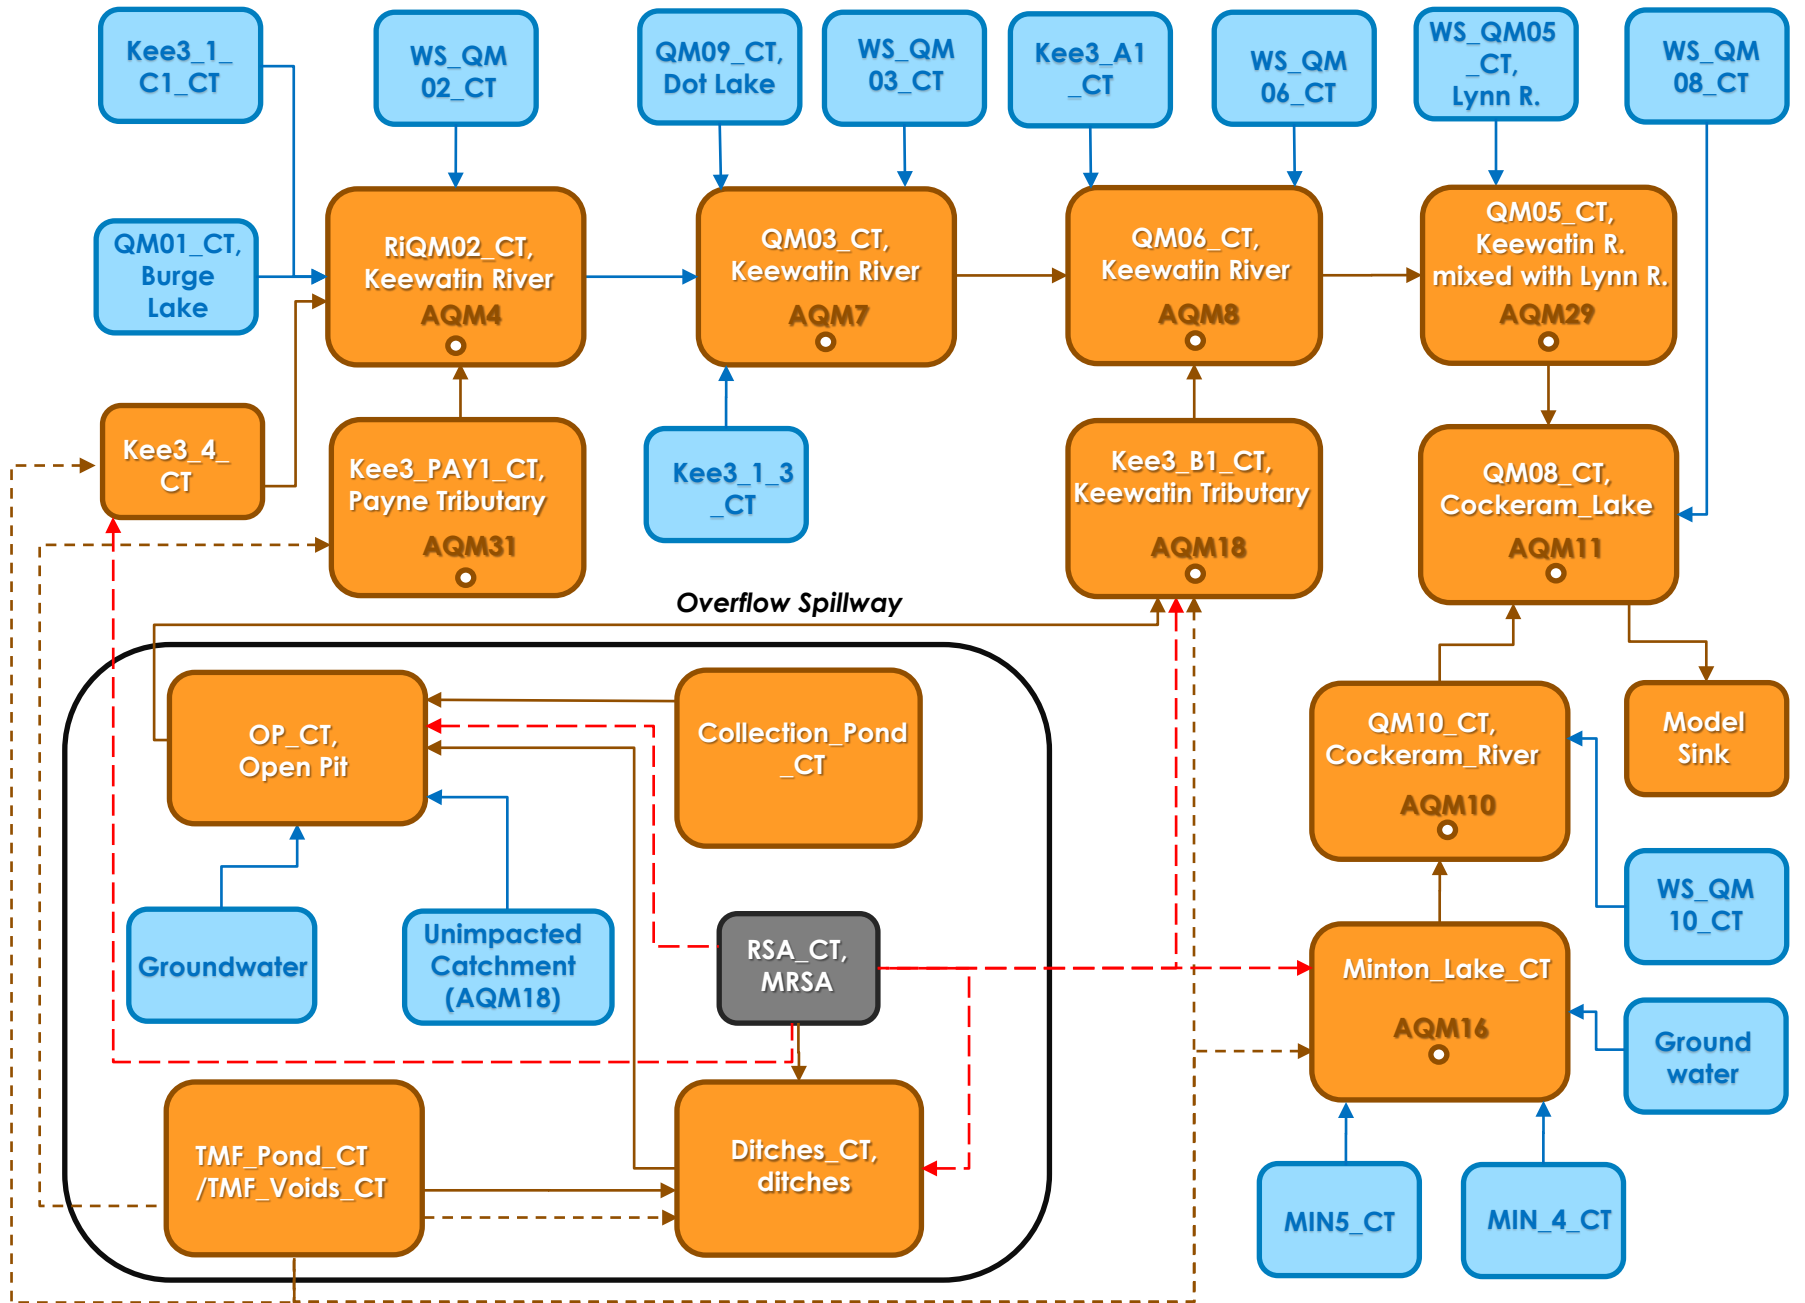 Kee3_1_
C1_CT
WS_QM
02_CT
QM09_CT,
Dot Lake
WS_QM
03_CT
Kee3_A1
_CT
WS_QM
06_CT
WS_QM05
_CT,
Lynn R.
WS_QM
08_CT
QM01_CT,
Burge
Lake
RiQM02_CT,
Keewatin River
AQM4
QM03_CT,
Keewatin River
AQM7
QM06_CT,
Keewatin River
AQM8
QM05_CT,
Keewatin R.
mixed with Lynn R.
AQM29
Kee3_4_
CT
Kee3_PAY1_CT,
Payne Tributary
AQM31
Kee3_1_3
_CT
Kee3_B1_CT,
Keewatin Tributary
AQM18
QM08_CT,
Cockeram_Lake
AQM11
Overflow Spillway
OP_CT,
Open Pit
Collection_Pond
_CT
QM10_CT,
Cockeram_River
AQM10
Model
Sink
Groundwater
Unimpacted
Catchment
(AQM18)
RSA_CT,
MRSA
WS_QM
10_CT
Minton_Lake_CT
AQM16
Ground
water
TMF_Pond_CT
/TMF_Voids_CT
Ditches_CT,
ditches
MIN5_CT
MIN_4_CT